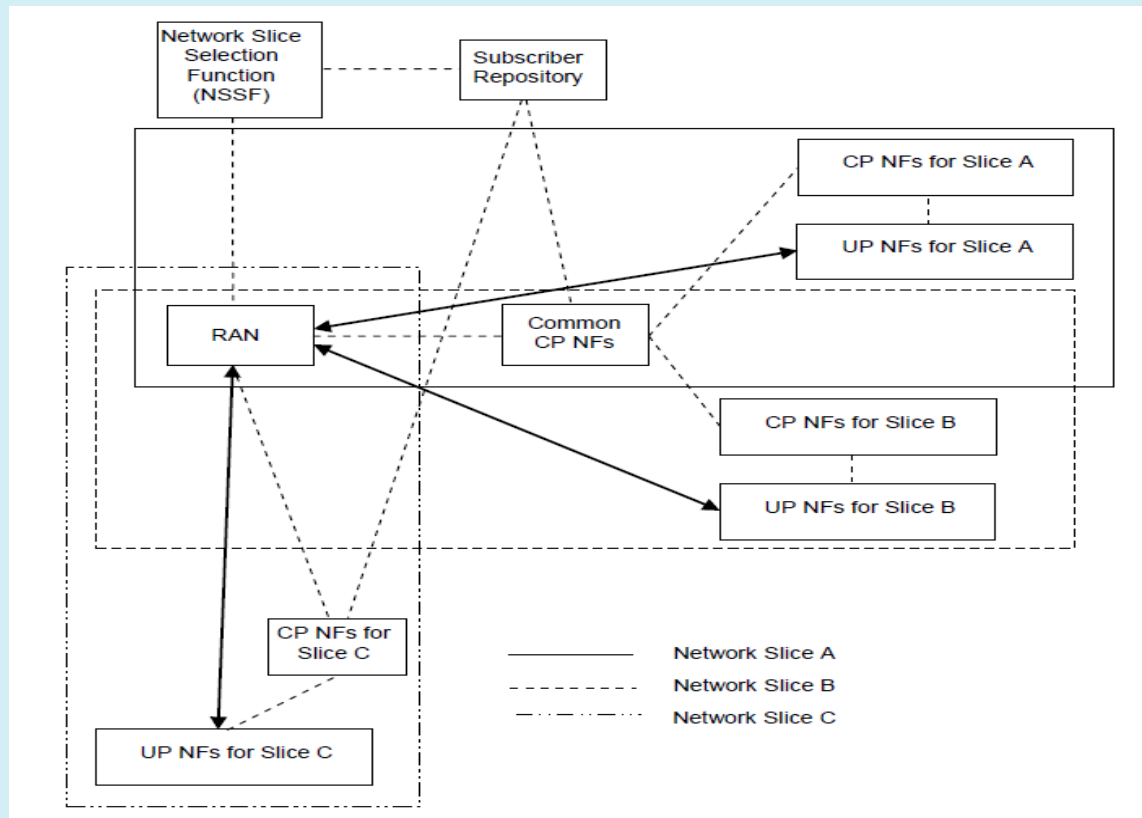 Network Slice
Selection
Function
(NSSF)
Subscriber
Repository
CP NFs for Slice A
UP NFs for Slice A
RAN
Common
CP NFs
CP NFs for Slice B
UP NFs for Slice B
CP NFs for
Slice C
UP NFs for Slice C
Network Slice A
Network Slice B
Network Slice C